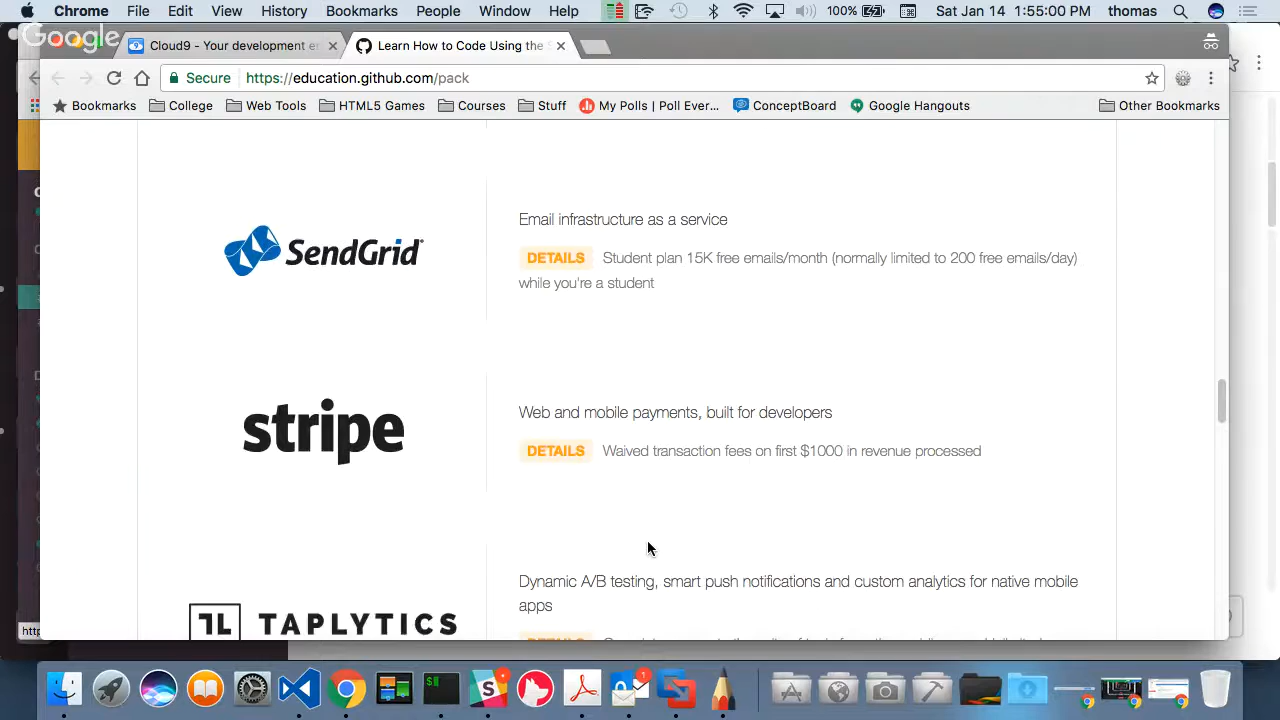 Chrome File Edit View History Bookmarks People Window Help 100% Sat Jan 14 1:55:00 PM thomas
Google
Cloud9 - Your development er
Learn How to Code Using the S
Secure https://education.github.com/pack
Bookmarks College Web Tools HTML5 Games Courses Stuff My Polls | Poll Ever... ConceptBoard Google Hangouts Other Bookmarks
SendGrid
Email infrastructure as a service
DETAILS Student plan 15K free emails/month (normally limited to 200 free emails/day)
while you're a student
stripe
Web and mobile payments, built for developers
DETAILS Waived transaction fees on first $1000 in revenue processed
TL TAPLYTICS
Dynamic A/B testing, smart push notifications and custom analytics for native mobile
apps
htt